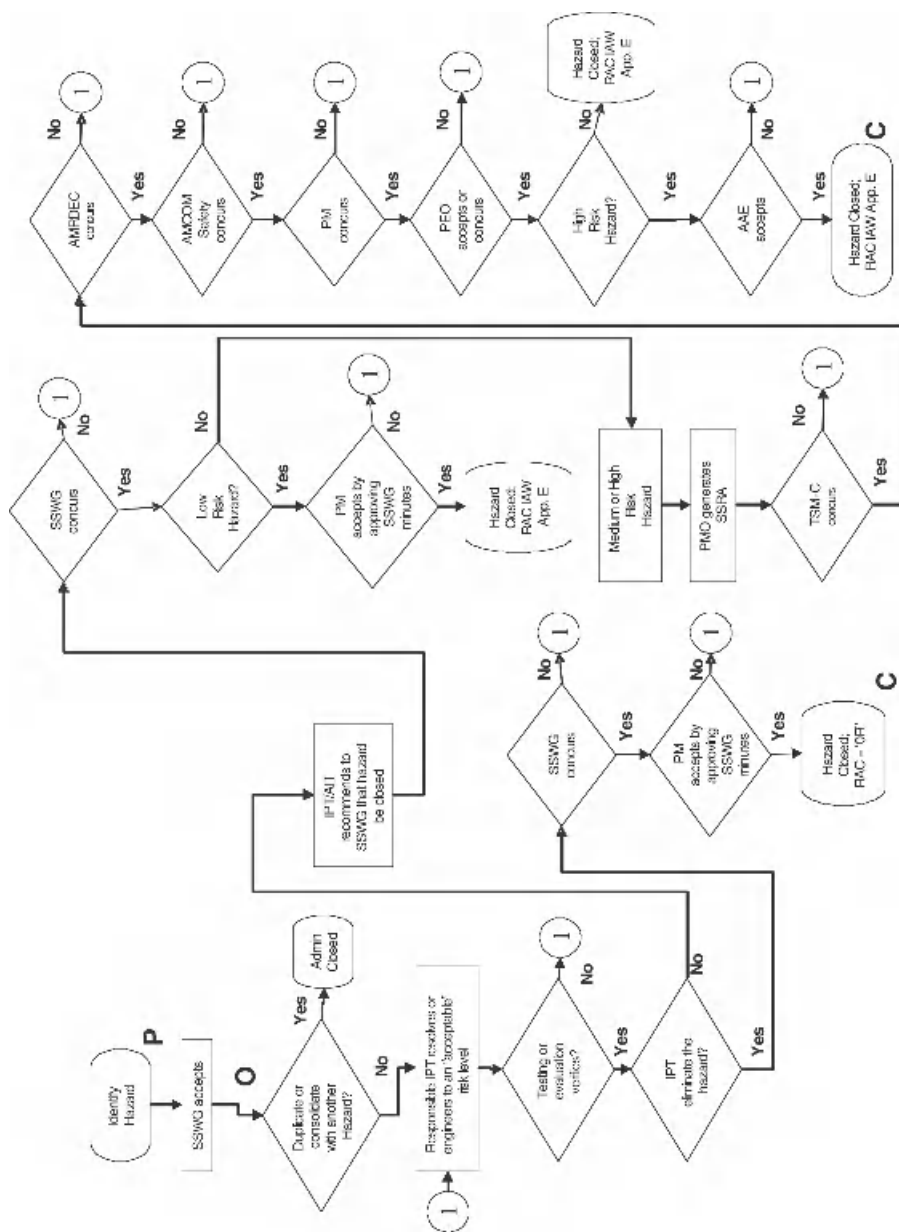 Identify
Hazard
P
SSWG accepts
O
Duplicate or
consolidate
with another
Hazard?
Yes
Admin
Closed
No
1
Responsible IPT resolves or
engineers to an 'acceptable'
risk level
Testing or
evaluation
verifies?
No
1
Yes
IPT
eliminate the
hazard?
No
Yes
IPT/AIT
recommends to
SSWG that hazard
be closed
SSWG
concurs
No
1
Yes
PM
accepts by
approving
SSWG
minutes
No
1
Yes
Hazard
Closed;
RAC = "0R"
C
SSWG
concurs
No
1
Yes
Low
Risk
Hazard?
No
Yes
PM
accepts by
approving
SSWG
minutes
No
1
Yes
Hazard
Closed;
RAC IAW
App. E
Medium or High
Risk
Hazard
PMO generates
SSRA
TSM-C
concurs
No
1
AMRDEC
concurs
No
1
Yes
AMCOM
Safety
concurs
No
1
Yes
PM
concurs
No
1
Yes
PEO
accepts or
concurs
No
1
Yes
High
Risk
Hazard?
No
Hazard
Closed;
RAC IAW
App. E
Yes
AAE
accepts
No
1
Yes
Hazard Closed;
RAC IAW App. E
C